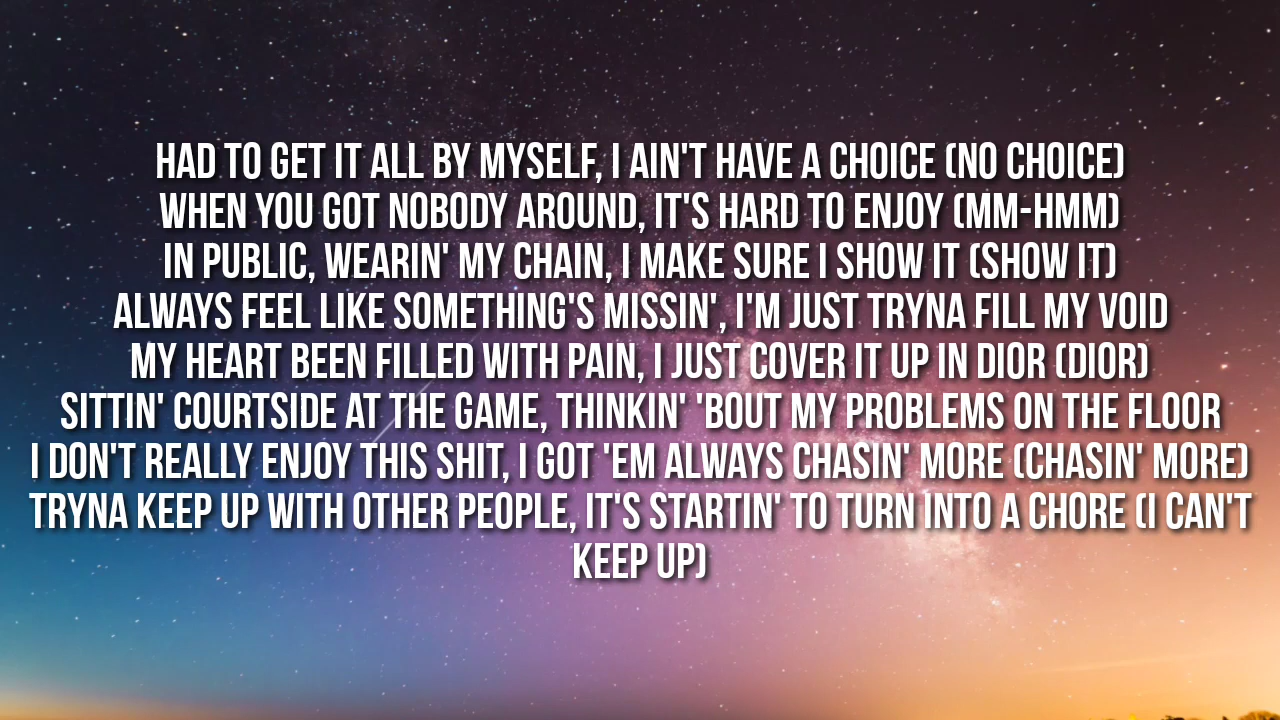 HAD TO GET IT ALL BY MYSELF, I AIN'T HAVE A CHOICE (NO CHOICE)
WHEN YOU GOT NOBODY AROUND, IT'S HARD TO ENJOY (MM-HMM)
IN PUBLIC, WEARIN' MY CHAIN, I MAKE SURE I SHOW IT (SHOW IT)
ALWAYS FEEL LIKE SOMETHING'S MISSIN', I'M JUST TRYNA FILL MY VOID
MY HEART BEEN FILLED WITH PAIN, I JUST COVER IT UP IN DIOR (DIOR)
SITTIN' COURTSIDE AT THE GAME, THINKIN' 'BOUT MY PROBLEMS ON THE FLOOR
I DON'T REALLY ENJOY THIS SHIT, I GOT 'EM ALWAYS CHASIN' MORE (CHASIN' MORE)
TRYNA KEEP UP WITH OTHER PEOPLE, IT'S STARTIN' TO TURN INTO A CHORE (I CAN'T
KEEP UP)